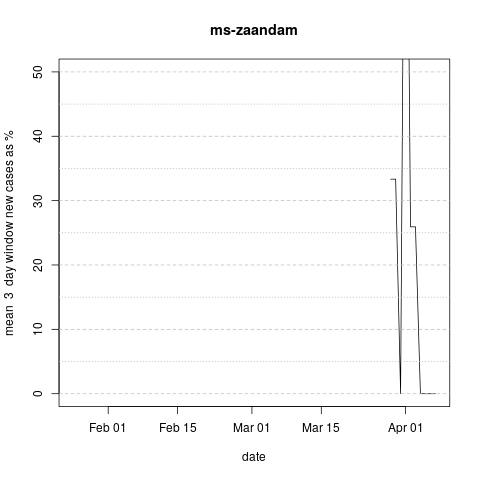 ms-zaandam
mean 3 day window new cases as %
50
40
30
20
10
0
Feb 01
Feb 15
Mar 01
Mar 15
Apr 01
date